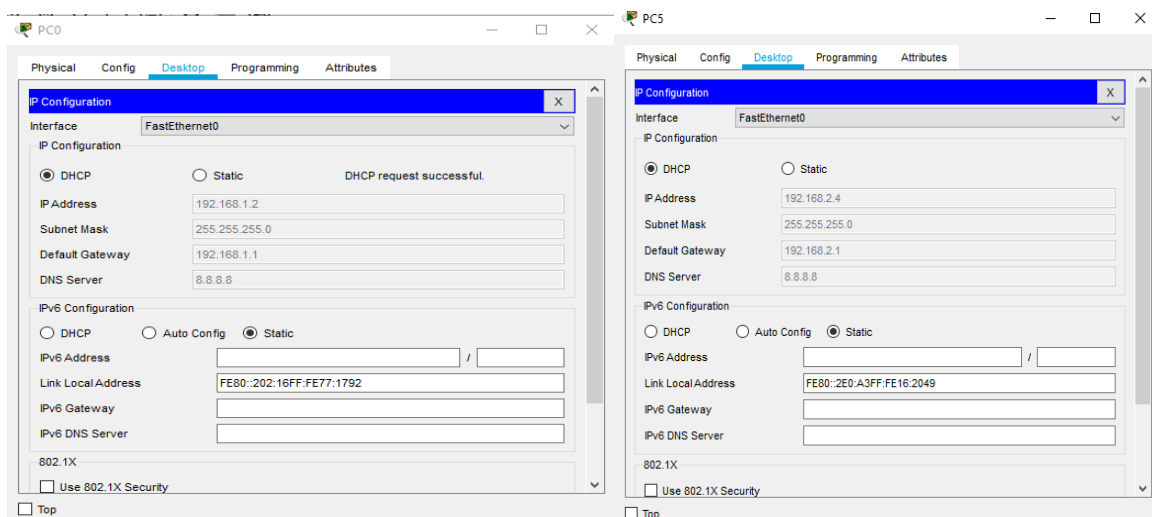 PC0
Physical Config Desktop Programming Attributes
IP Configuration X
Interface FastEthernet0
IP Configuration
DHCP Static DHCP request successful.
IP Address 192.168.1.2
Subnet Mask 255.255.255.0
Default Gateway 192.168.1.1
DNS Server 8.8.8.8
IPv6 Configuration
DHCP Auto Config Static
IPv6 Address /
Link Local Address FE80::202:16FF:FE77:1792
IPv6 Gateway
IPv6 DNS Server
802.1X
Use 802.1X Security
Top
PC5
Physical Config Desktop Programming Attributes
IP Configuration X
Interface FastEthernet0
IP Configuration
DHCP Static
IP Address 192.168.2.4
Subnet Mask 255.255.255.0
Default Gateway 192.168.2.1
DNS Server 8.8.8.8
IPv6 Configuration
DHCP Auto Config Static
IPv6 Address /
Link Local Address FE80::2E0:A3FF:FE16:2049
IPv6 Gateway
IPv6 DNS Server
802.1X
Use 802.1X Security
Top